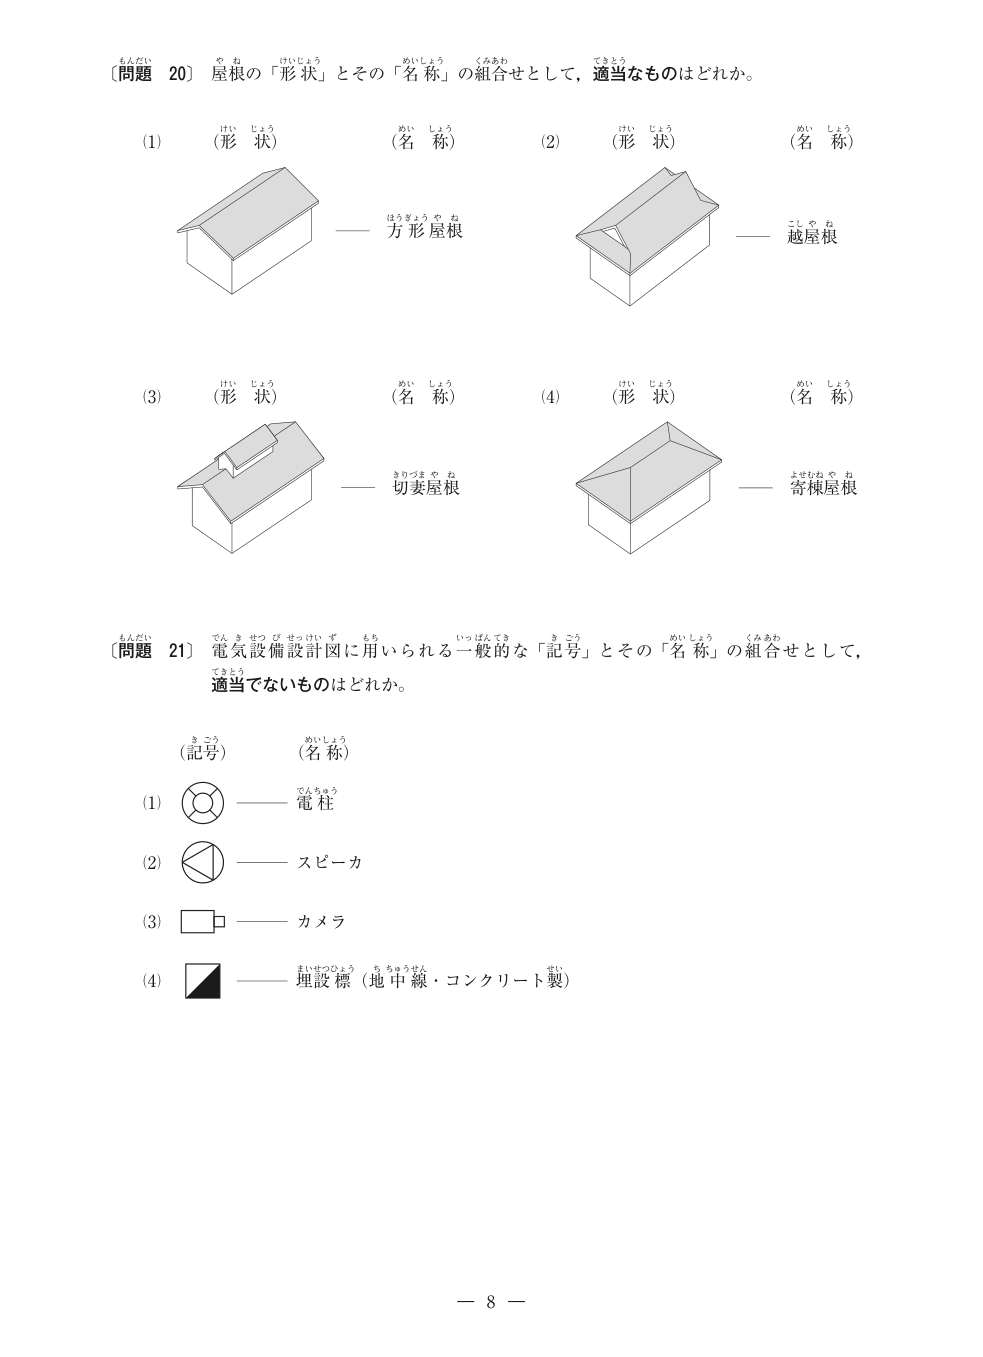 〔問題 20〕 屋根の「形状」とその「名称」の組合せとして，適当なものはどれか。
⑴ （形 状） （名 称） ⑵ （形 状） （名 称）
方形屋根 越屋根
⑶ （形 状） （名 称） ⑷ （形 状） （名 称）
切妻屋根 寄棟屋根
〔問題 21〕 電気設備設計図に用いられる一般的な「記号」とその「名称」の組合せとして，
適当でないものはどれか。
（記号） （名称）
⑴ 電柱
⑵ スピーカ
⑶ カメラ
⑷ 埋設標（地中線・コンクリート製）
— 8 —